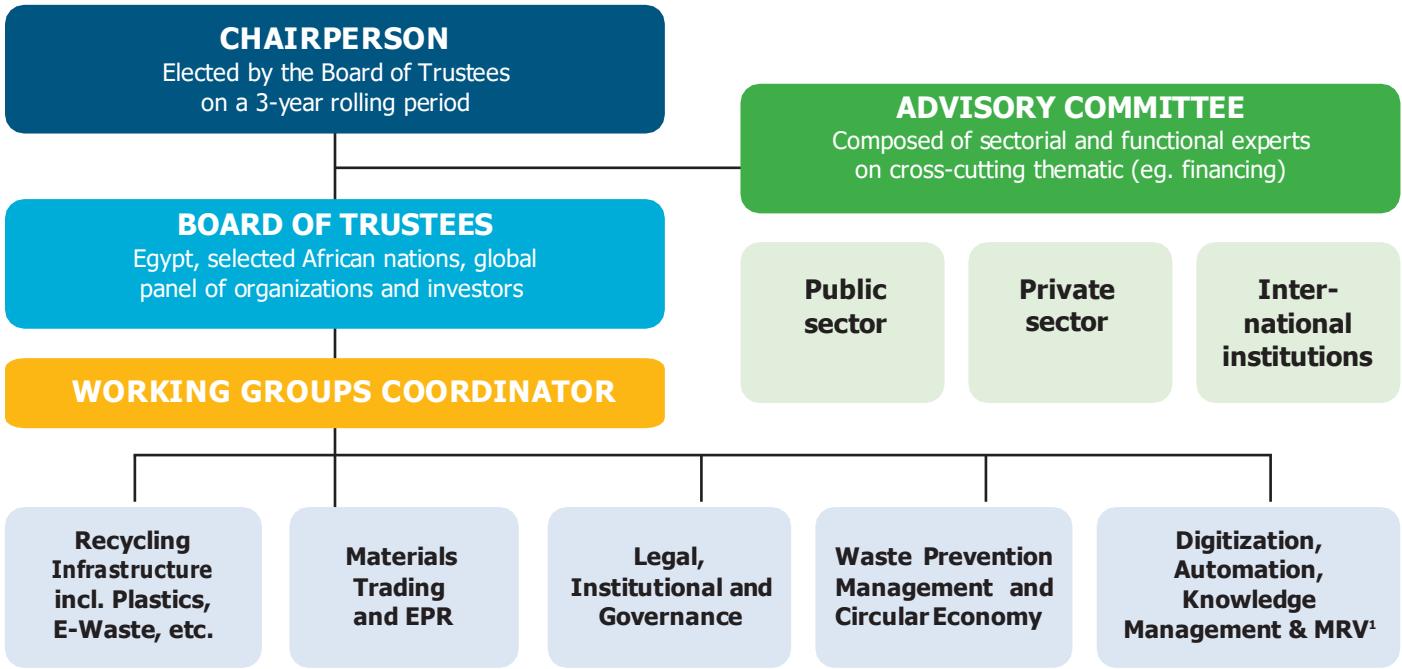 CHAIRPERSON
Elected by the Board of Trustees
on a 3-year rolling period
ADVISORY COMMITTEE
Composed of sectorial and functional experts
on cross-cutting thematic (eg. financing)
BOARD OF TRUSTEES
Egypt, selected African nations, global
panel of organizations and investors
Public
sector
Private
sector
Inter-
national
institutions
WORKING GROUPS COORDINATOR
Recycling
Infrastructure
incl. Plastics,
E-Waste, etc.
Materials
Trading
and EPR
Legal,
Institutional and
Governance
Waste Prevention
Management and
Circular Economy
Digitization,
Automation,
Knowledge
Management & MRV¹